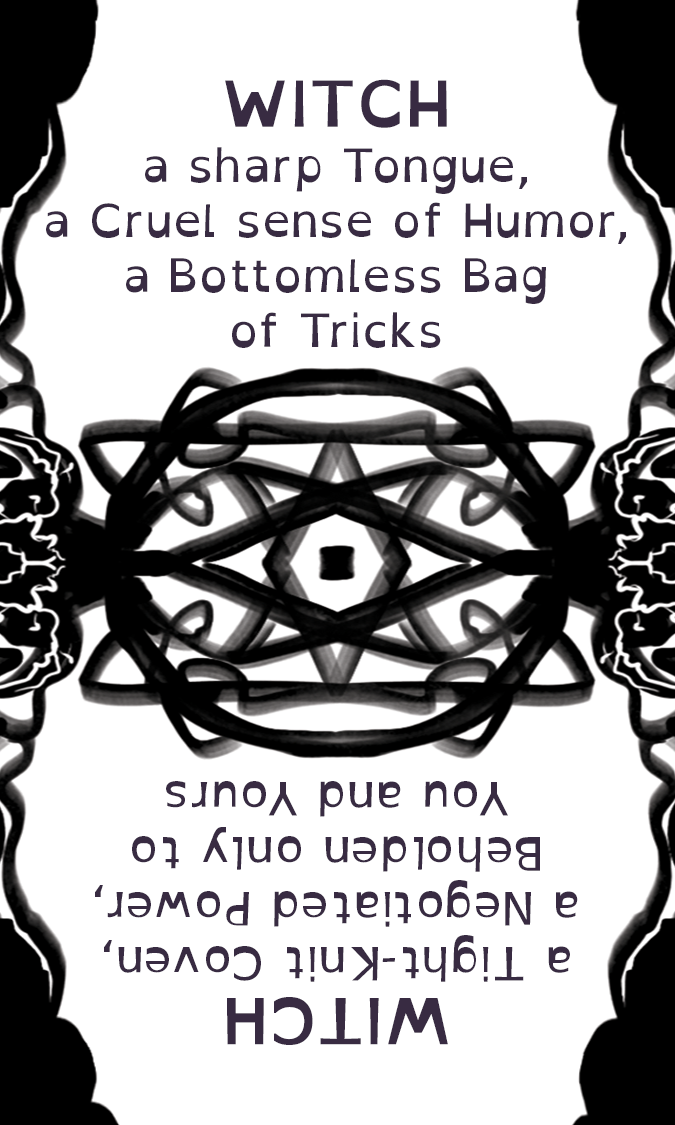 WITCH
a sharp Tongue,
a Cruel sense of Humor,
a Bottomless Bag
of Tricks
WITCH
a Tight-Knit Coven,
a Negotiated Power,
Beholden only to
You and Yours